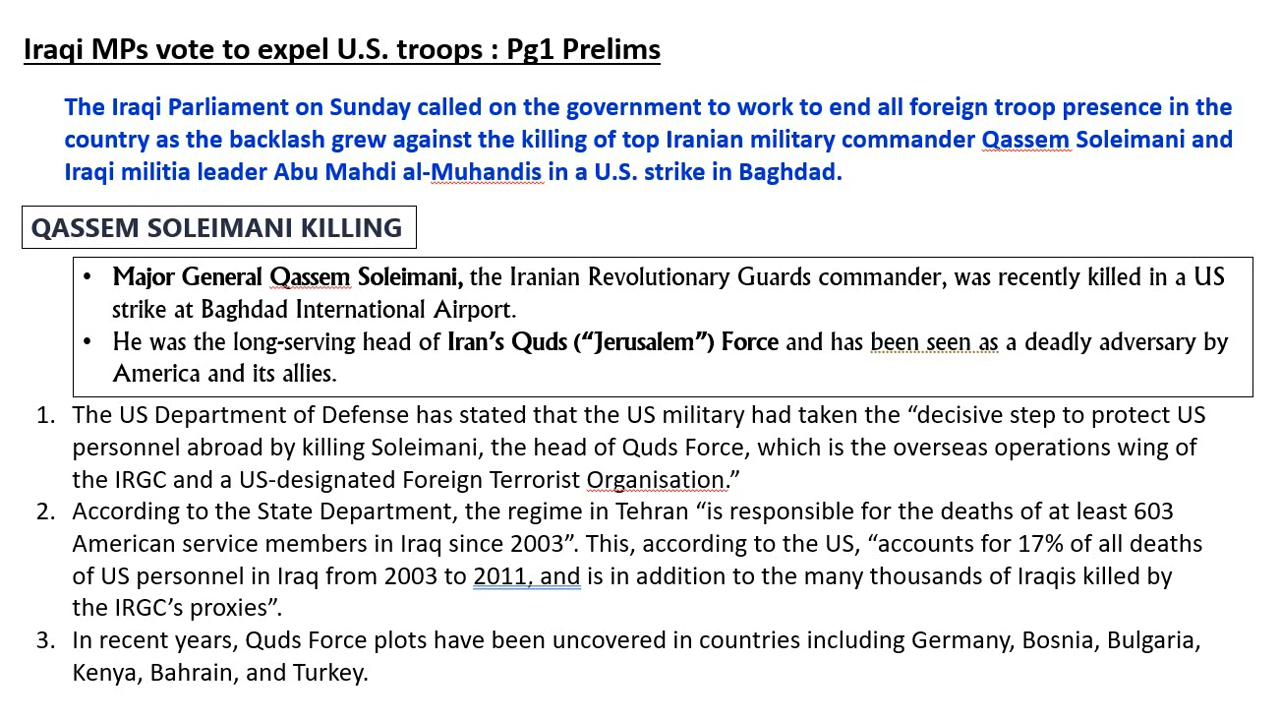 Iraqi MPs vote to expel U.S. troops : Pg1 Prelims
The Iraqi Parliament on Sunday called on the government to work to end all foreign troop presence in the
country as the backlash grew against the killing of top Iranian military commander Qassem Soleimani and
Iraqi militia leader Abu Mahdi al-Muhandis in a U.S. strike in Baghdad.
QASSEM SOLEIMANI KILLING
• Major General Qassem Soleimani, the Iranian Revolutionary Guards commander, was recently killed in a US
strike at Baghdad International Airport.
• He was the long-serving head of Iran’s Quds (“Jerusalem”) Force and has been seen as a deadly adversary by
America and its allies.
1. The US Department of Defense has stated that the US military had taken the “decisive step to protect US
personnel abroad by killing Soleimani, the head of Quds Force, which is the overseas operations wing of
the IRGC and a US-designated Foreign Terrorist Organisation.”
2. According to the State Department, the regime in Tehran “is responsible for the deaths of at least 603
American service members in Iraq since 2003”. This, according to the US, “accounts for 17% of all deaths
of US personnel in Iraq from 2003 to 2011, and is in addition to the many thousands of Iraqis killed by
the IRGC’s proxies”.
3. In recent years, Quds Force plots have been uncovered in countries including Germany, Bosnia, Bulgaria,
Kenya, Bahrain, and Turkey.